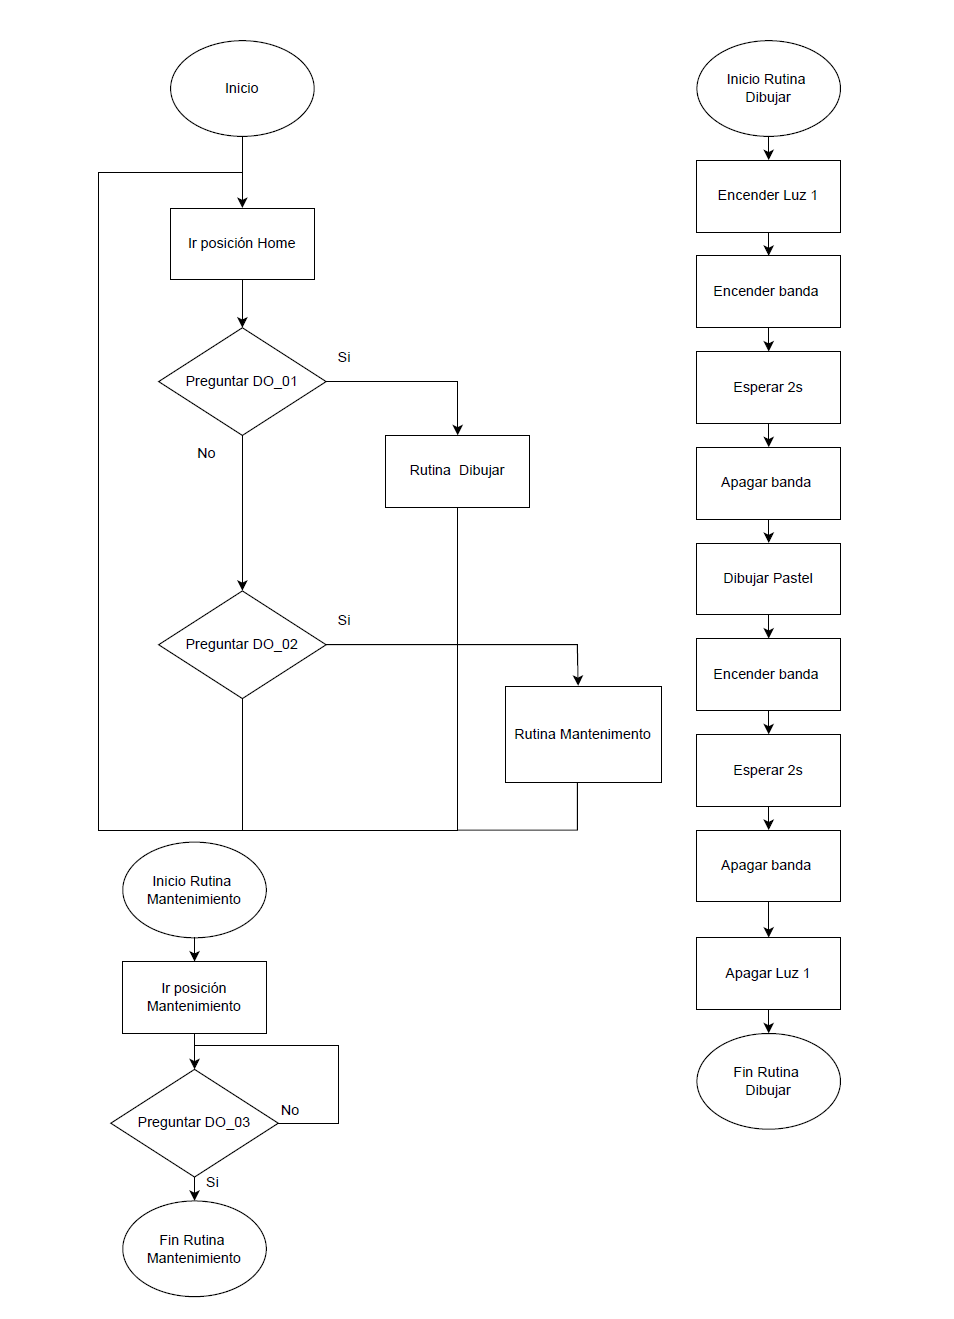 Inicio
Ir posición Home
Preguntar DO_01
Si
No
Rutina  Dibujar
Preguntar DO_02
Si
Rutina Mantenimento
Inicio Rutina
Mantenimiento
Ir posición
Mantenimiento
Preguntar DO_03
No
Si
Fin Rutina
Mantenimiento
Inicio Rutina
Dibujar
Encender Luz 1
Encender banda
Esperar 2s
Apagar banda
Dibujar Pastel
Encender banda
Esperar 2s
Apagar banda
Apagar Luz 1
Fin Rutina
Dibujar